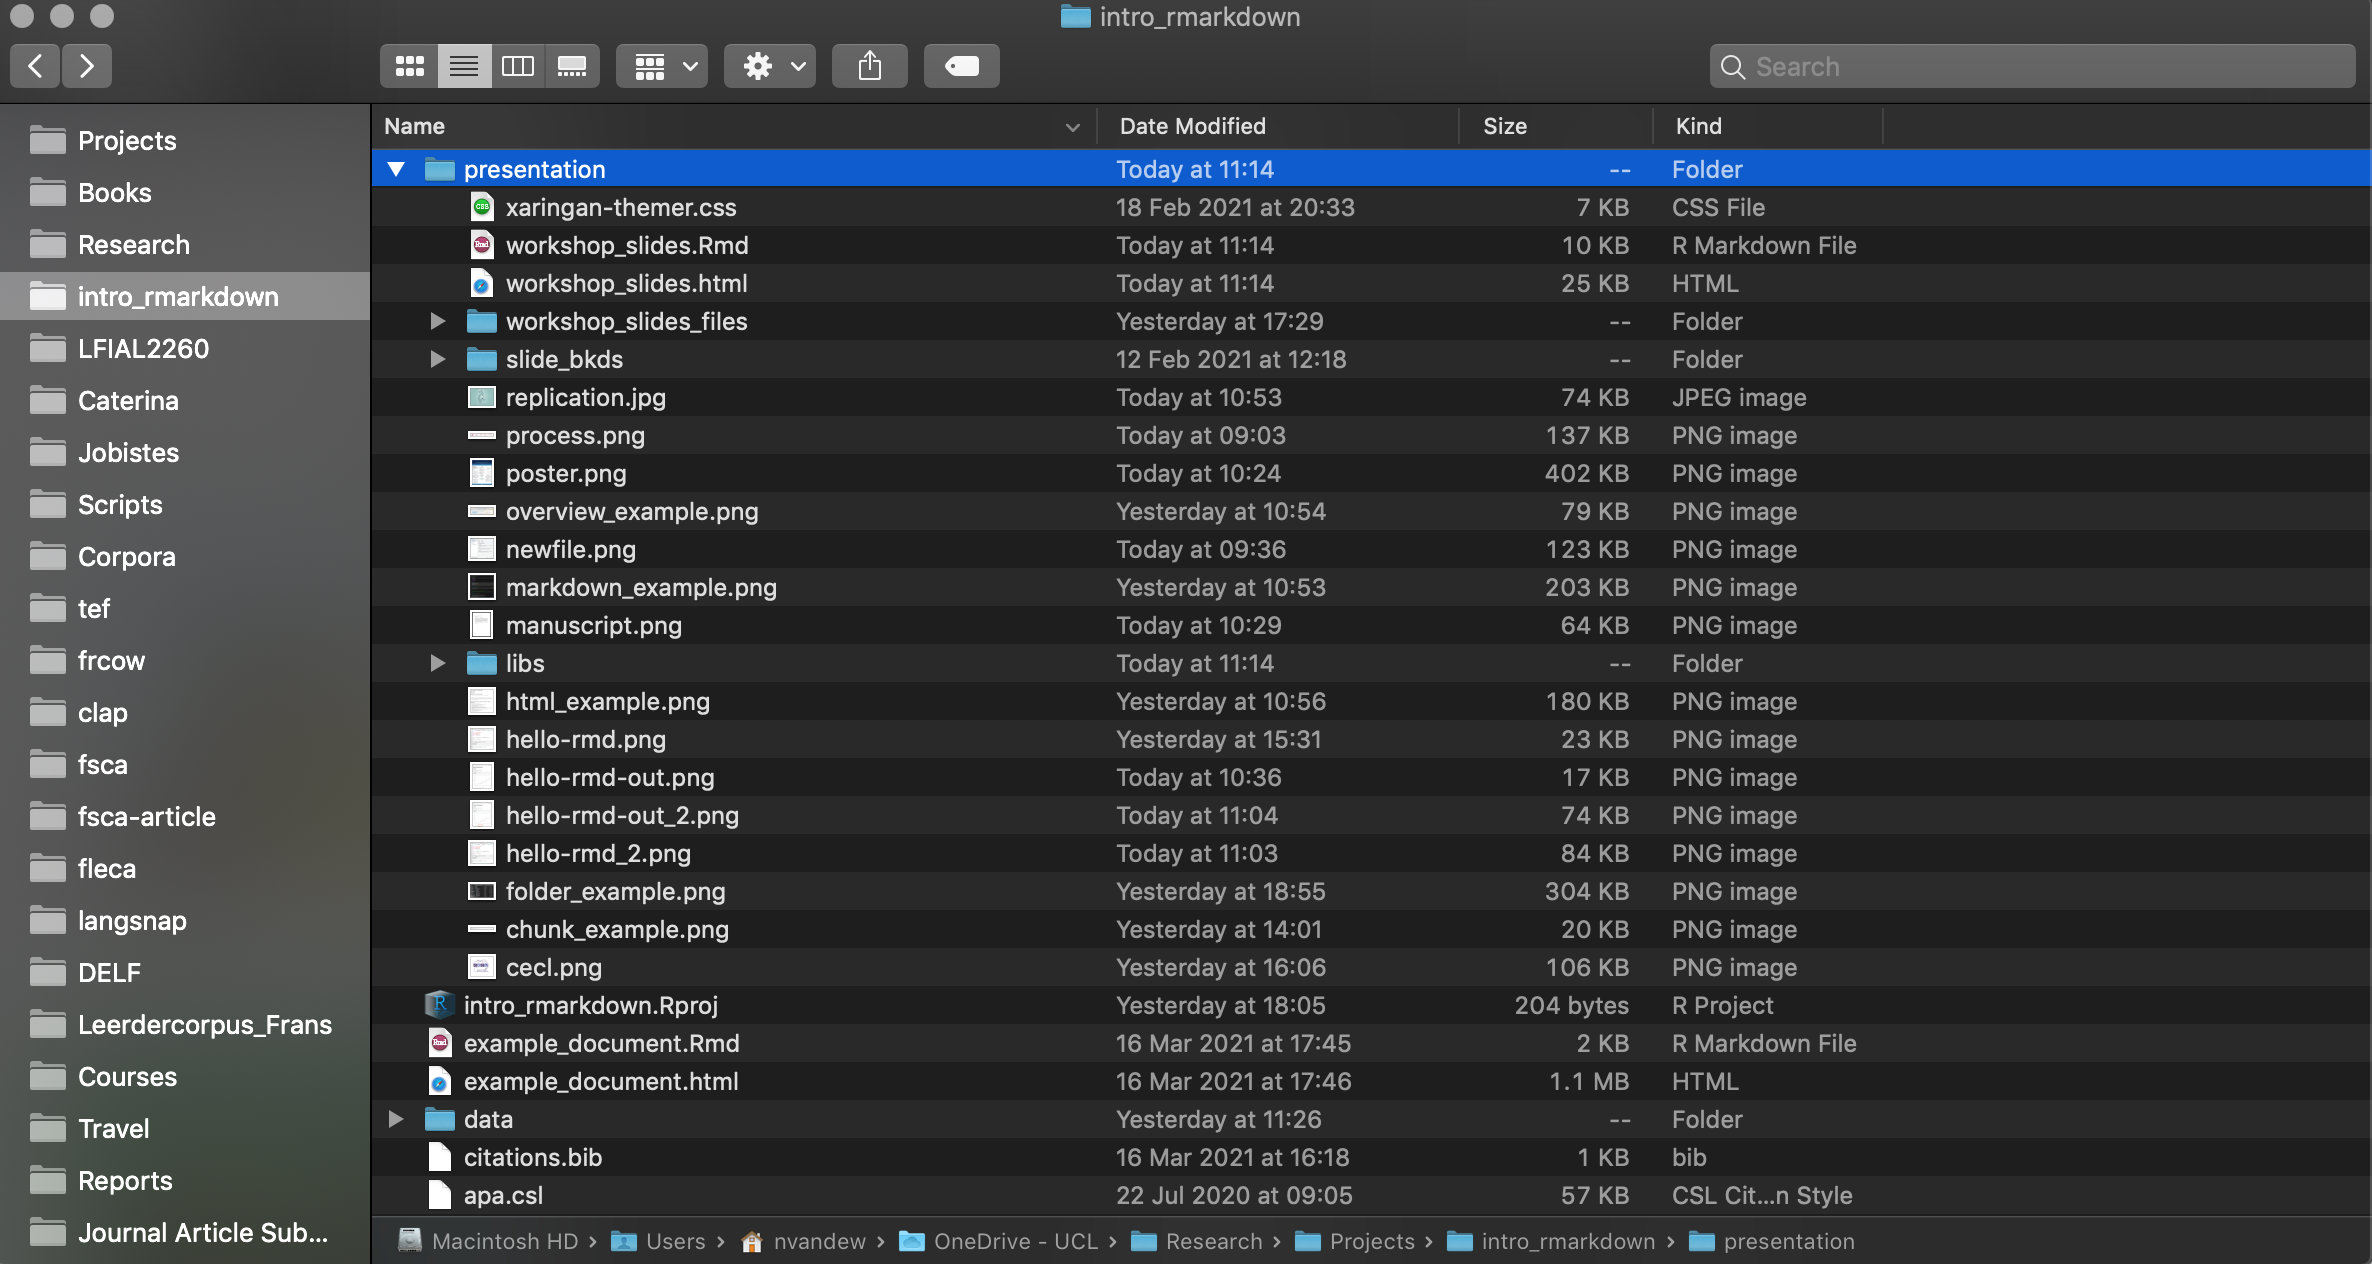 intro_rmarkdown
Search
Projects
Books
Research
intro_rmarkdown
LFIAL2260
Caterina
Jobistes
Scripts
Corpora
tef
frcow
clap
fsca
fsca-article
fleca
langsnap
DELF
Leerdercorpus_Frans
Courses
Travel
Reports
Journal Article Sub...
Name Date Modified Size Kind
presentation Today at 11:14 -- Folder
xaringan-themer.css 18 Feb 2021 at 20:33 7 KB CSS File
workshop_slides.Rmd Today at 11:14 10 KB R Markdown File
workshop_slides.html Today at 11:14 25 KB HTML
workshop_slides_files Yesterday at 17:29 -- Folder
slide_bkds 12 Feb 2021 at 12:18 -- Folder
replication.jpg Today at 10:53 74 KB JPEG image
process.png Today at 09:03 137 KB PNG image
poster.png Today at 10:24 402 KB PNG image
overview_example.png Yesterday at 10:54 79 KB PNG image
newfile.png Today at 09:36 123 KB PNG image
markdown_example.png Yesterday at 10:53 203 KB PNG image
manuscript.png Today at 10:29 64 KB PNG image
libs Today at 11:14 -- Folder
html_example.png Yesterday at 10:56 180 KB PNG image
hello-rmd.png Yesterday at 15:31 23 KB PNG image
hello-rmd-out.png Today at 10:36 17 KB PNG image
hello-rmd-out_2.png Today at 11:04 74 KB PNG image
hello-rmd_2.png Today at 11:03 84 KB PNG image
folder_example.png Yesterday at 18:55 304 KB PNG image
chunk_example.png Yesterday at 14:01 20 KB PNG image
cecl.png Yesterday at 16:06 106 KB PNG image
intro_rmarkdown.Rproj Yesterday at 18:05 204 bytes R Project
example_document.Rmd 16 Mar 2021 at 17:45 2 KB R Markdown File
example_document.html 16 Mar 2021 at 17:46 1.1 MB HTML
data Yesterday at 11:26 -- Folder
citations.bib 16 Mar 2021 at 16:18 1 KB bib
apa.csl 22 Jul 2020 at 09:05 57 KB CSL Cit...n Style
Macintosh HD › Users › nvandew › OneDrive - UCL › Research › Projects › intro_rmarkdown › presentation